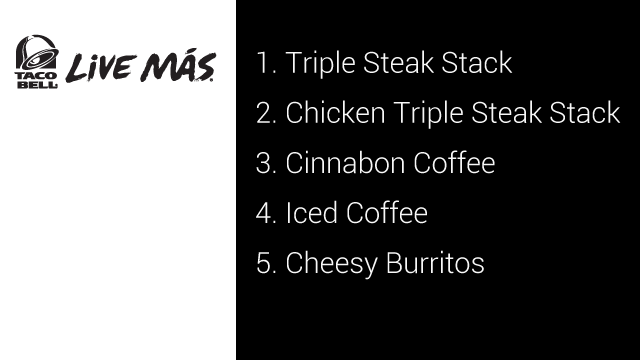 TACO
BELL
LIVE MÁS
1. Triple Steak Stack
2. Chicken Triple Steak Stack
3. Cinnabon Coffee
4. Iced Coffee
5. Cheesy Burritos